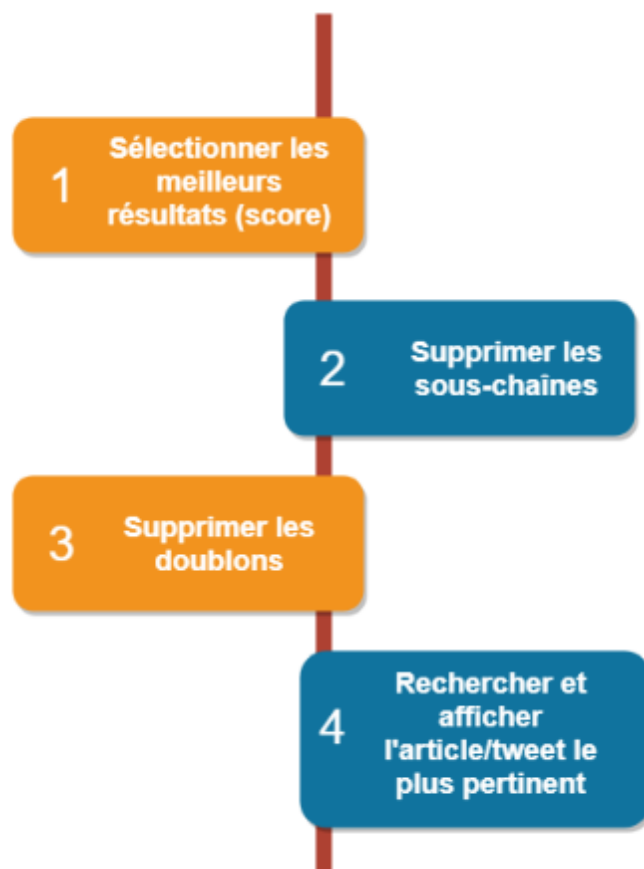 1
Sélectionner les
meilleurs
résultats (score)
2
Supprimer les
sous-chaînes
3
Supprimer les
doublons
4
Rechercher et
afficher
l'article/tweet le
plus pertinent